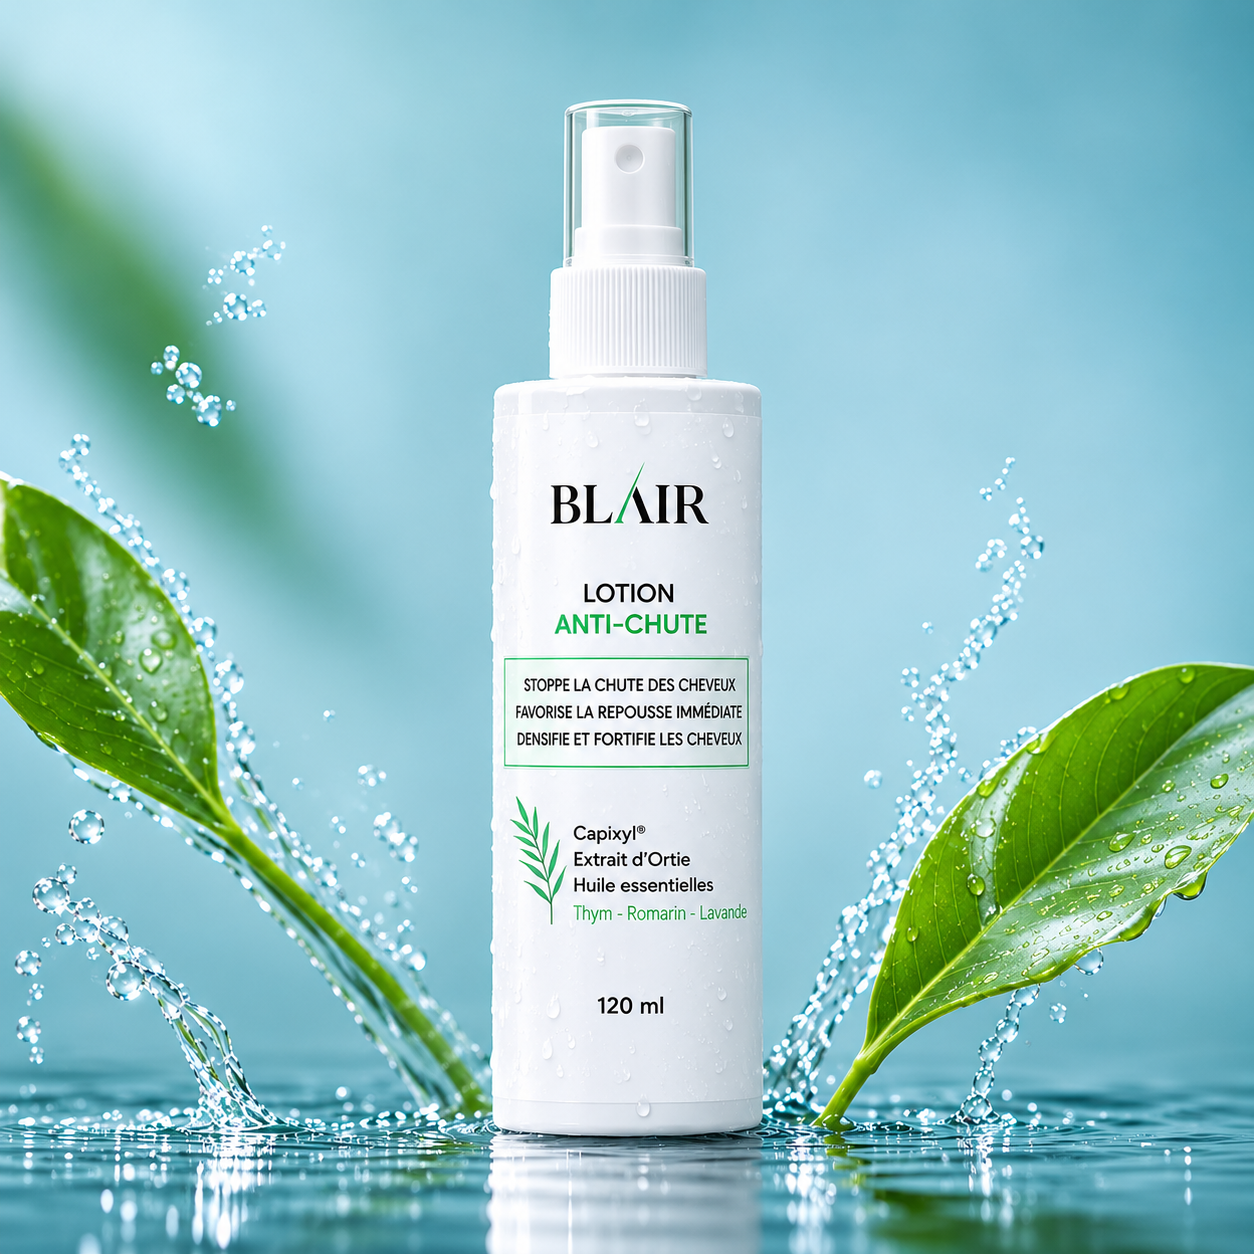 BLAIR
LOTION
ANTI-CHUTE
STOPPE LA CHUTE DES CHEVEUX
FAVORISE LA REPOUSSE IMMÉDIATE
DENSIFIE ET FORTIFIE LES CHEVEUX
Capixyl®
Extrait d'Ortie
Huile essentielles
Thym - Romarin - Lavande
120 ml